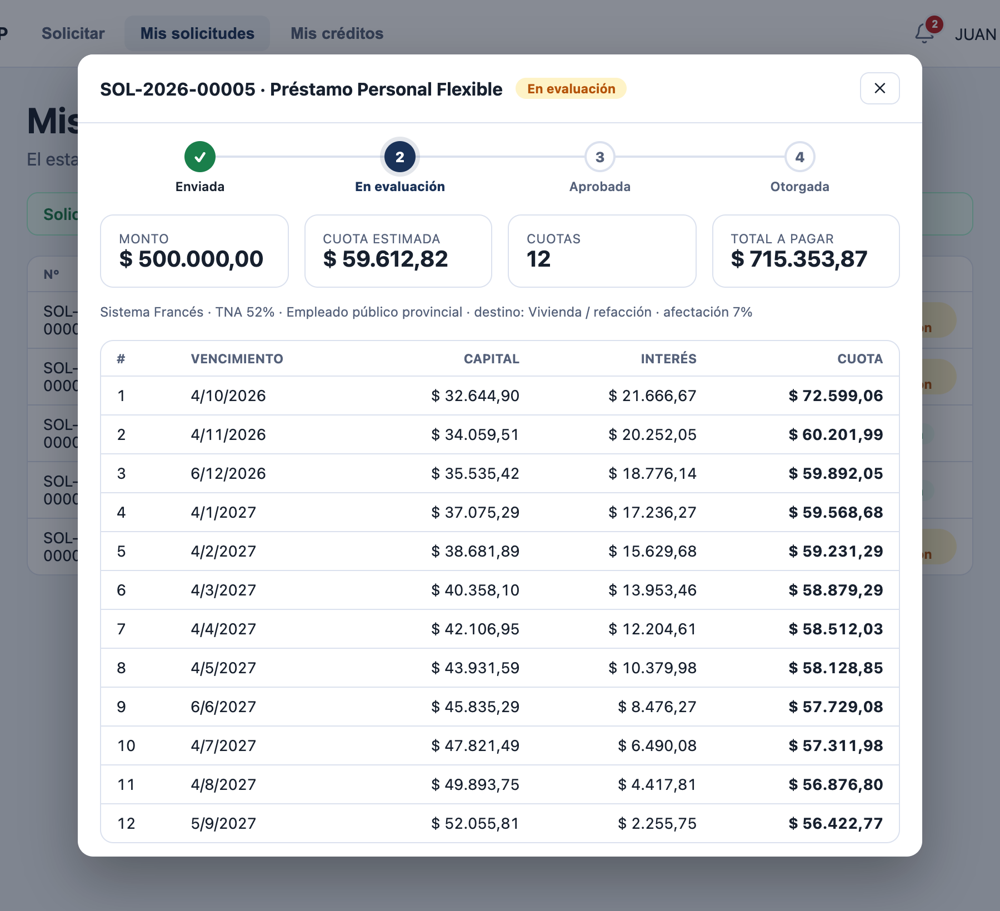 P Solicitar Mis solicitudes Mis créditos 2 JUAN
SOL-2026-00005 · Préstamo Personal Flexible En evaluación
Mis
El esta
2 3 4
Enviada En evaluación Aprobada Otorgada
Solic
MONTO CUOTA ESTIMADA CUOTAS TOTAL A PAGAR
$ 500.000,00 $ 59.612,82 12 $ 715.353,87
Sistema Francés · TNA 52% · Empleado público provincial · destino: Vivienda / refacción · afectación 7%
N°
# VENCIMIENTO CAPITAL INTERÉS CUOTA
1 4/10/2026 $ 32.644,90 $ 21.666,67 $ 72.599,06
2 4/11/2026 $ 34.059,51 $ 20.252,05 $ 60.201,99
3 6/12/2026 $ 35.535,42 $ 18.776,14 $ 59.892,05
4 4/1/2027 $ 37.075,29 $ 17.236,27 $ 59.568,68
5 4/2/2027 $ 38.681,89 $ 15.629,68 $ 59.231,29
6 4/3/2027 $ 40.358,10 $ 13.953,46 $ 58.879,29
7 4/4/2027 $ 42.106,95 $ 12.204,61 $ 58.512,03
8 4/5/2027 $ 43.931,59 $ 10.379,98 $ 58.128,85
9 6/6/2027 $ 45.835,29 $ 8.476,27 $ 57.729,08
10 4/7/2027 $ 47.821,49 $ 6.490,08 $ 57.311,98
11 4/8/2027 $ 49.893,75 $ 4.417,81 $ 56.876,80
12 5/9/2027 $ 52.055,81 $ 2.255,75 $ 56.422,77
SOL-
0000
ón
SOL-
0000
ón
SOL-
0000
SOL-
0000
SOL-
0000
ón